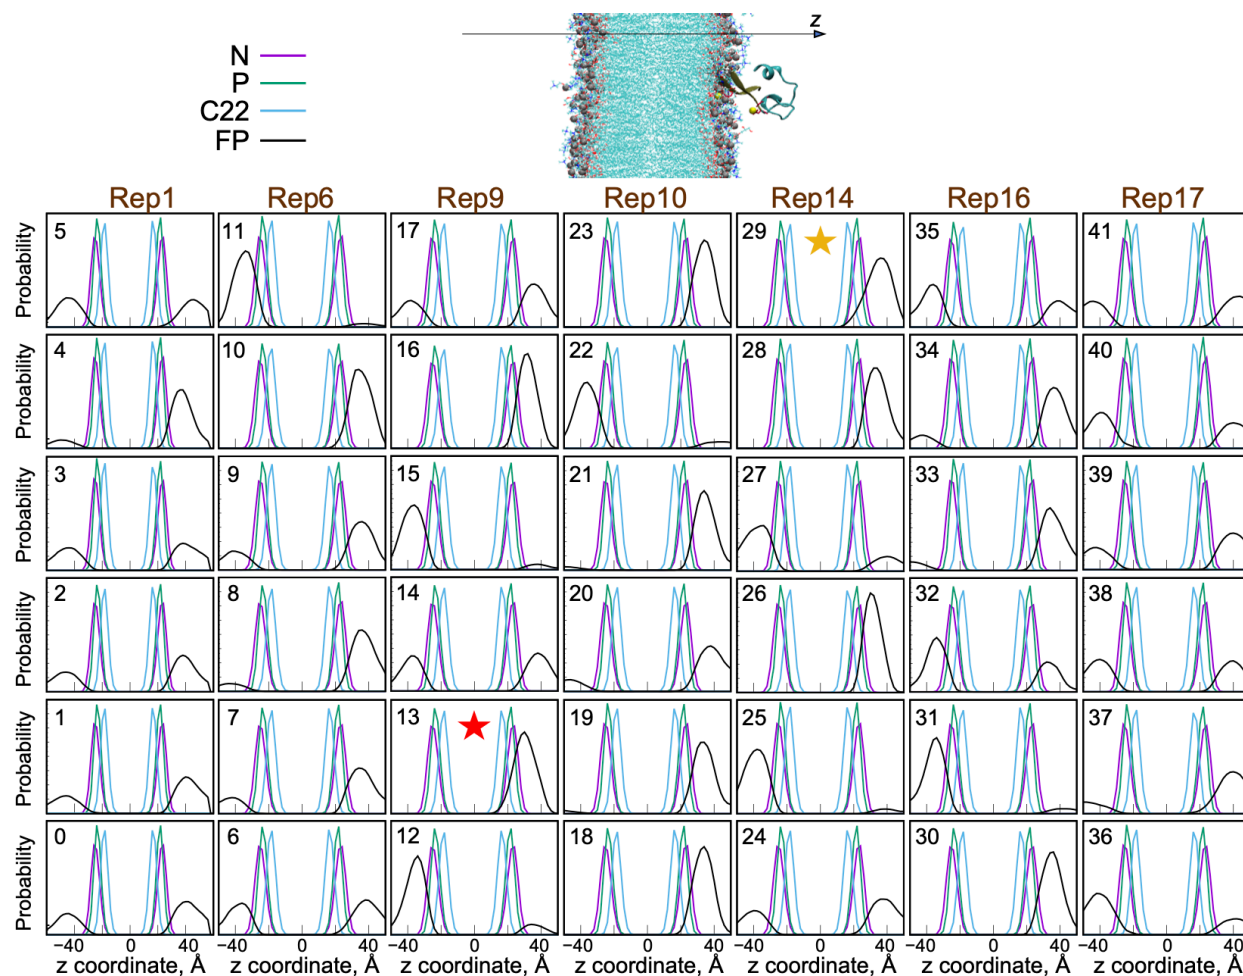 z
N
P
C22
FP
Rep1 Rep6 Rep9 Rep10 Rep14 Rep16 Rep17
Probability 5 11 17 23 29 35 41
Probability 4 10 16 22 28 34 40
Probability 3 9 15 21 27 33 39
Probability 2 8 14 20 26 32 38
Probability 1 7 13 19 25 31 37
Probability 0 6 12 18 24 30 36
−40 0 40 −40 0 40 −40 0 40 −40 0 40 −40 0 40 −40 0 40 −40 0 40
z coordinate, Å z coordinate, Å z coordinate, Å z coordinate, Å z coordinate, Å z coordinate, Å z coordinate, Å